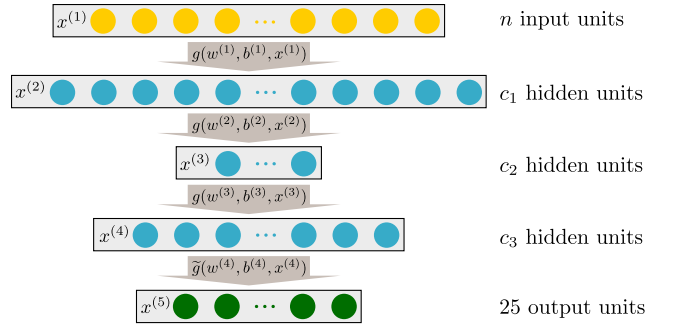 x^{(1)} ... n input units
g(w^{(1)}, b^{(1)}, x^{(1)})
x^{(2)} ... c_1 hidden units
g(w^{(2)}, b^{(2)}, x^{(2)})
x^{(3)} ... c_2 hidden units
g(w^{(3)}, b^{(3)}, x^{(3)})
x^{(4)} ... c_3 hidden units
g̃(w^{(4)}, b^{(4)}, x^{(4)})
x^{(5)} ... 25 output units